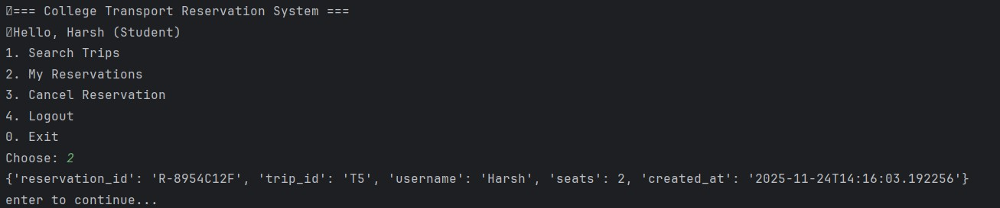 === College Transport Reservation System ===
Hello, Harsh (Student)
1. Search Trips
2. My Reservations
3. Cancel Reservation
4. Logout
0. Exit
Choose: 2
{'reservation_id': 'R-8954C12F', 'trip_id': 'T5', 'username': 'Harsh', 'seats': 2, 'created_at': '2025-11-24T14:16:03.192256'}
enter to continue...